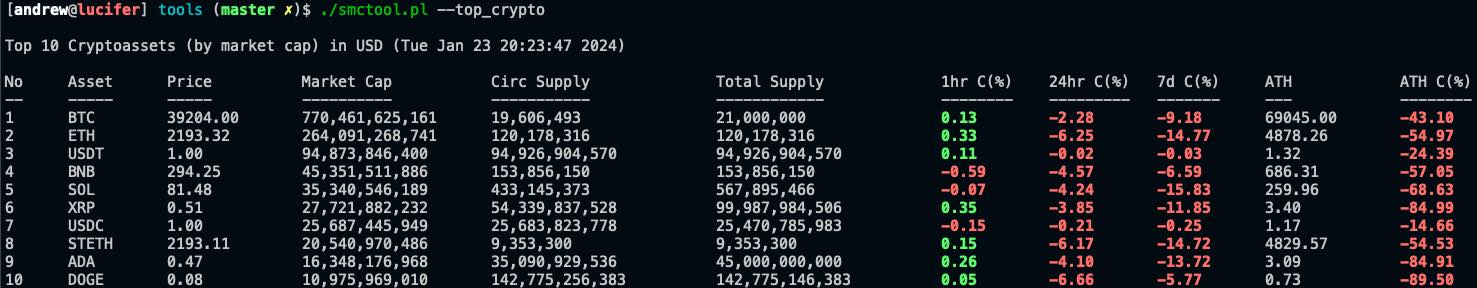 [andrew@lucifer] tools (master ✗)$ ./smctool.pl --top_crypto
Top 10 Cryptoassets (by market cap) in USD (Tue Jan 23 20:23:47 2024)
No Asset Price Market Cap Circ Supply Total Supply 1hr C(%) 24hr C(%) 7d C(%) ATH ATH C(%)
-- ----- ----- ---------- ----------- ------------ -------- --------- ------- --- --------
1 BTC 39204.00 770,461,625,161 19,606,493 21,000,000 0.13 -2.28 -9.18 69045.00 -43.10
2 ETH 2193.32 264,091,268,741 120,178,316 120,178,316 0.33 -6.25 -14.77 4878.26 -54.97
3 USDT 1.00 94,873,846,400 94,926,904,570 94,926,904,570 0.11 -0.02 -0.03 1.32 -24.39
4 BNB 294.25 45,351,511,886 153,856,150 153,856,150 -0.59 -4.57 -6.59 686.31 -57.05
5 SOL 81.48 35,340,546,189 433,145,373 567,895,466 -0.07 -4.24 -15.83 259.96 -68.63
6 XRP 0.51 27,721,882,232 54,339,837,528 99,987,984,506 0.35 -3.85 -11.85 3.40 -84.99
7 USDC 1.00 25,687,445,949 25,683,823,778 25,470,785,983 -0.15 -0.21 -0.25 1.17 -14.66
8 STETH 2193.11 20,540,970,486 9,353,300 9,353,300 0.15 -6.17 -14.72 4829.57 -54.53
9 ADA 0.47 16,348,176,968 35,090,929,536 45,000,000,000 0.26 -4.10 -13.72 3.09 -84.91
10 DOGE 0.08 10,975,969,010 142,775,256,383 142,775,146,383 0.05 -6.66 -5.77 0.73 -89.50